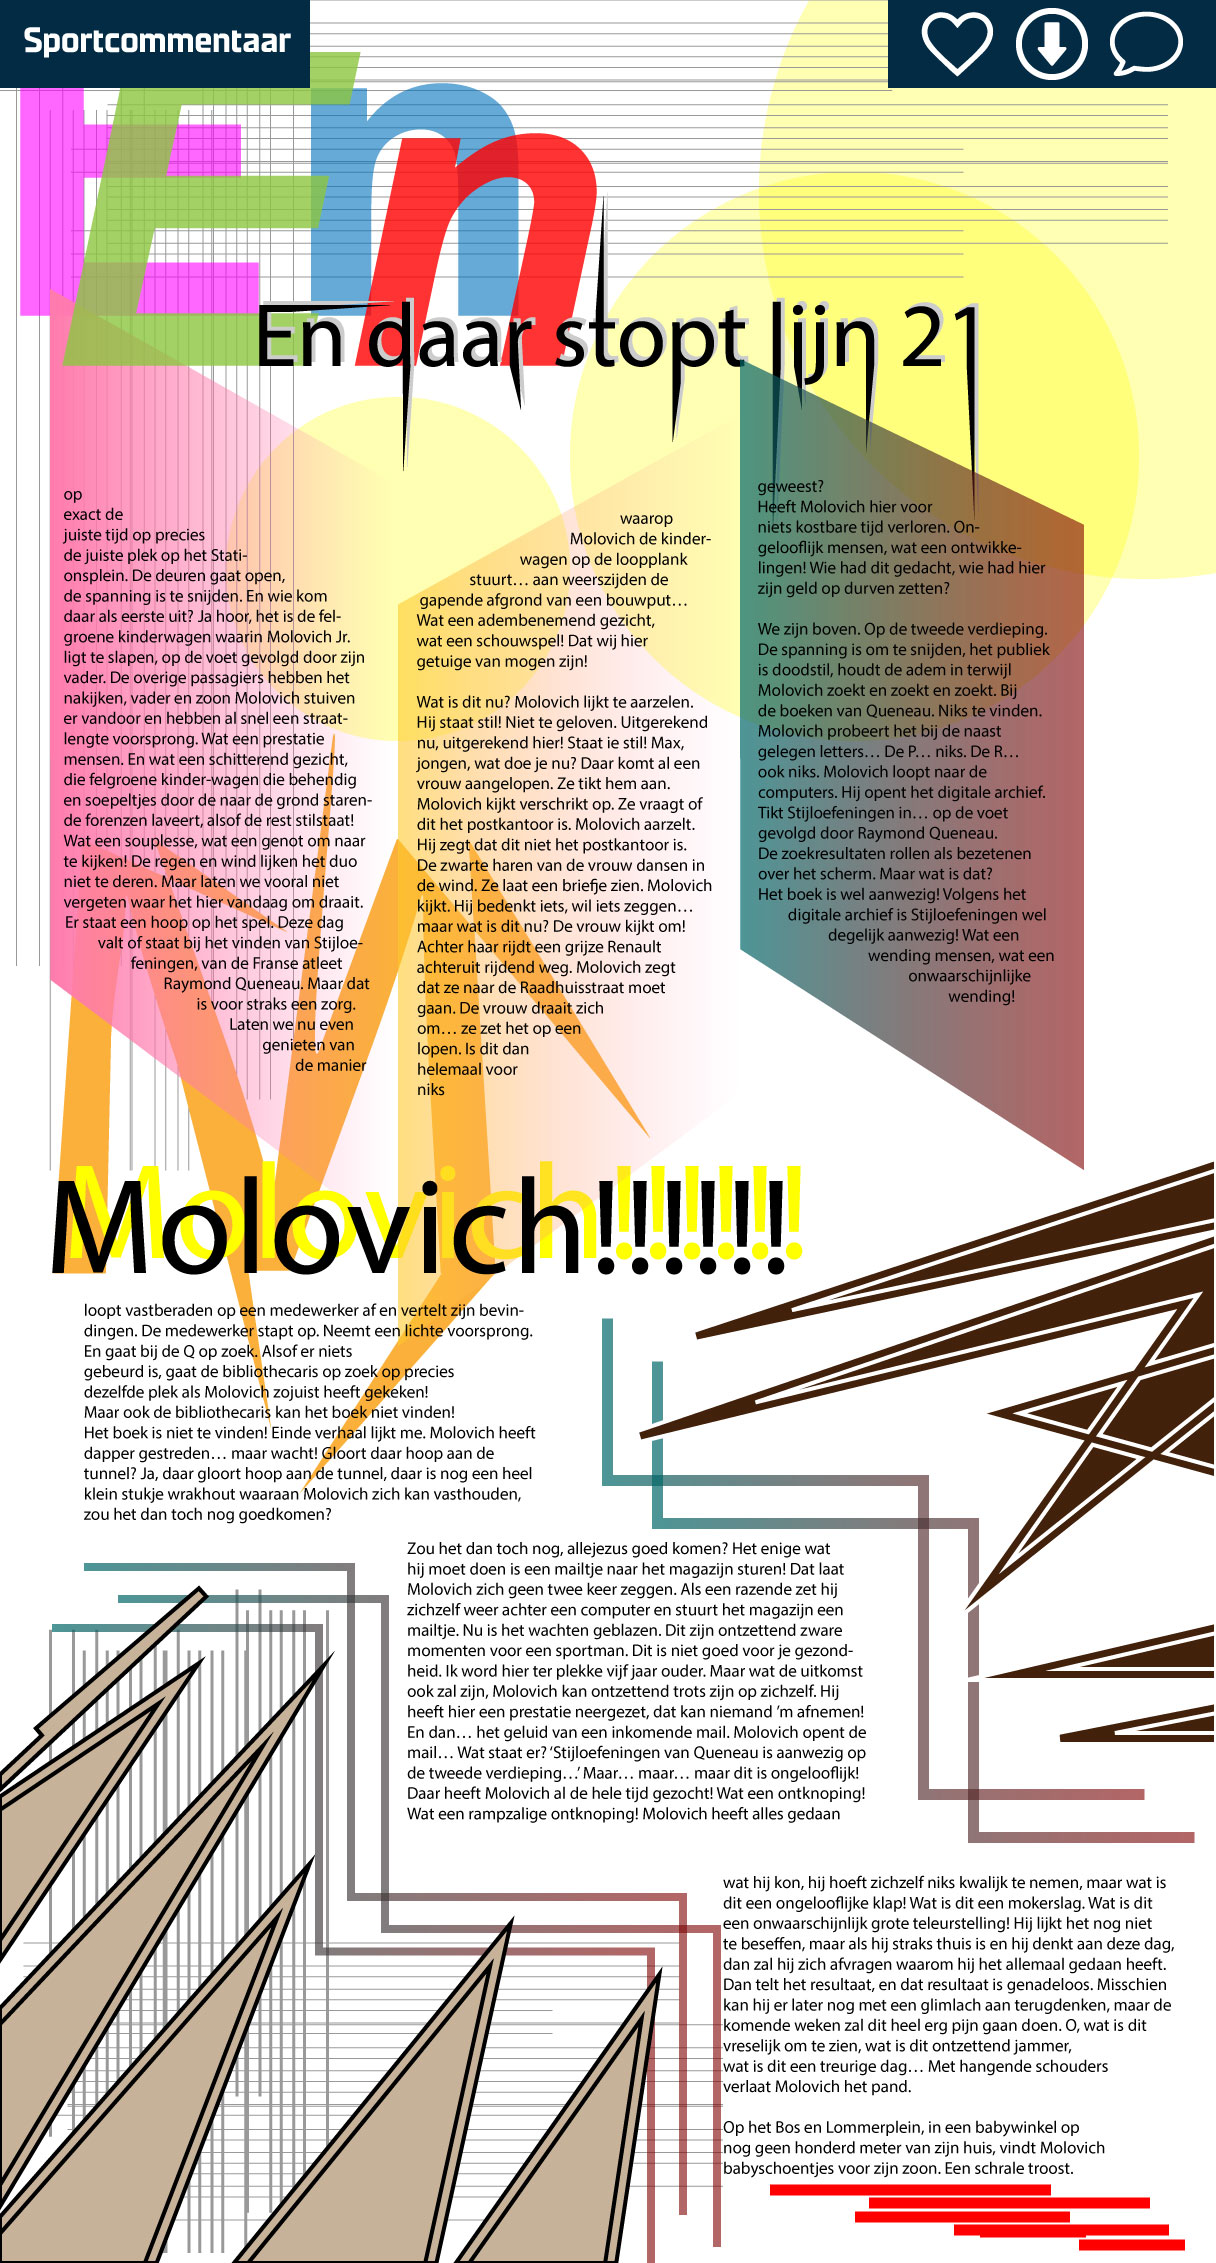 Sportcommentaar
En
En daar stopt lijn 21
op
exact de
juiste tijd op precies
de juiste plek op het Stati-
onsplein. De deuren gaat open,
de spanning is te snijden. En wie kom
daar als eerste uit? Ja hoor, het is de fel-
groene kinderwagen waarin Molovich Jr.
ligt te slapen, op de voet gevolgd door zijn
vader. De overige passagiers hebben het
nakijken, vader en zoon Molovich stuiven
er vandoor en hebben al snel een straat-
lengte voorsprong. Wat een prestatie
mensen. En wat een schitterend gezicht,
die felgroene kinder-wagen die behendig
en soepeltjes door de naar de grond staren-
de forenzen laveert, alsof de rest stilstaat!
Wat een souplesse, wat een genot om naar
te kijken! De regen en wind lijken het duo
niet te deren. Maar laten we vooral niet
vergeten waar het hier vandaag om draait.
Er staat een hoop op het spel. Deze dag
valt of staat bij het vinden van Stijloe-
feningen, van de Franse atleet
Raymond Queneau. Maar dat
is voor straks een zorg.
Laten we nu even
genieten van
de manier
waarop
Molovich de kinder-
wagen op de loopplank
stuurt… aan weerszijden de
gapende afgrond van een bouwput…
Wat een adembenemend gezicht,
wat een schouwspel! Dat wij hier
getuige van mogen zijn!
Wat is dit nu? Molovich lijkt te aarzelen.
Hij staat stil! Niet te geloven. Uitgerekend
nu, uitgerekend hier! Staat ie stil! Max,
jongen, wat doe je nu? Daar komt al een
vrouw aangelopen. Ze tikt hem aan.
Molovich kijkt verschrikt op. Ze vraagt of
dit het postkantoor is. Molovich aarzelt.
Hij zegt dat dit niet het postkantoor is.
De zwarte haren van de vrouw dansen in
de wind. Ze laat een briefje zien. Molovich
kijkt. Hij bedenkt iets, wil iets zeggen…
maar wat is dit nu? De vrouw kijkt om!
Achter haar rijdt een grijze Renault
achteruit rijdend weg. Molovich zegt
dat ze naar de Raadhuisstraat moet
gaan. De vrouw draait zich
om… ze zet het op een
lopen. Is dit dan
helemaal voor
niks
geweest?
Heeft Molovich hier voor
niets kostbare tijd verloren. On-
gelooflijk mensen, wat een ontwikke-
lingen! Wie had dit gedacht, wie had hier
zijn geld op durven zetten?
We zijn boven. Op de tweede verdieping.
De spanning is om te snijden, het publiek
is doodstil, houdt de adem in terwijl
Molovich zoekt en zoekt en zoekt. Bij
de boeken van Queneau. Niks te vinden.
Molovich probeert het bij de naast
gelegen letters… De P… niks. De R…
ook niks. Molovich loopt naar de
computers. Hij opent het digitale archief.
Tikt Stijloefeningen in… op de voet
gevolgd door Raymond Queneau.
De zoekresultaten rollen als bezetenen
over het scherm. Maar wat is dat?
Het boek is wel aanwezig! Volgens het
digitale archief is Stijloefeningen wel
degelijk aanwezig! Wat een
wending mensen, wat een
onwaarschijnlijke
wending!
Molovich!!!!!!
loopt vastberaden op een medewerker af en vertelt zijn bevin-
dingen. De medewerker stapt op. Neemt een lichte voorsprong.
En gaat bij de Q op zoek. Alsof er niets
gebeurd is, gaat de bibliothecaris op zoek op precies
dezelfde plek als Molovich zojuist heeft gekeken!
Maar ook de bibliothecaris kan het boek niet vinden!
Het boek is niet te vinden! Einde verhaal lijkt me. Molovich heeft
dapper gestreden… maar wacht! Gloort daar hoop aan de
tunnel? Ja, daar gloort hoop aan de tunnel, daar is nog een heel
klein stukje wrakhout waaraan Molovich zich kan vasthouden,
zou het dan toch nog goedkomen?
Zou het dan toch nog, allejezus goed komen? Het enige wat
hij moet doen is een mailtje naar het magazijn sturen! Dat laat
Molovich zich geen twee keer zeggen. Als een razende zet hij
zichzelf weer achter een computer en stuurt het magazijn een
mailtje. Nu is het wachten geblazen. Dit zijn ontzettend zware
momenten voor een sportman. Dit is niet goed voor je gezond-
heid. Ik word hier ter plekke vijf jaar ouder. Maar wat de uitkomst
ook zal zijn, Molovich kan ontzettend trots zijn op zichzelf. Hij
heeft hier een prestatie neergezet, dat kan niemand ’m afnemen!
En dan… het geluid van een inkomende mail. Molovich opent de
mail… Wat staat er? ‘Stijloefeningen van Queneau is aanwezig op
de tweede verdieping…’ Maar… maar… maar dit is ongelooflijk!
Daar heeft Molovich al de hele tijd gezocht! Wat een ontknoping!
Wat een rampzalige ontknoping! Molovich heeft alles gedaan
wat hij kon, hij hoeft zichzelf niks kwalijk te nemen, maar wat is
dit een ongelooflijke klap! Wat is dit een mokerslag. Wat is dit
een onwaarschijnlijk grote teleurstelling! Hij lijkt het nog niet
te beseffen, maar als hij straks thuis is en hij denkt aan deze dag,
dan zal hij zich afvragen waarom hij het allemaal gedaan heeft.
Dan telt het resultaat, en dat resultaat is genadeloos. Misschien
kan hij er later nog met een glimlach aan terugdenken, maar de
komende weken zal dit heel erg pijn gaan doen. O, wat is dit
vreselijk om te zien, wat is dit ontzettend jammer,
wat is dit een treurige dag… Met hangende schouders
verlaat Molovich het pand.
Op het Bos en Lommerplein, in een babywinkel op
nog geen honderd meter van zijn huis, vindt Molovich
babyschoentjes voor zijn zoon. Een schrale troost.